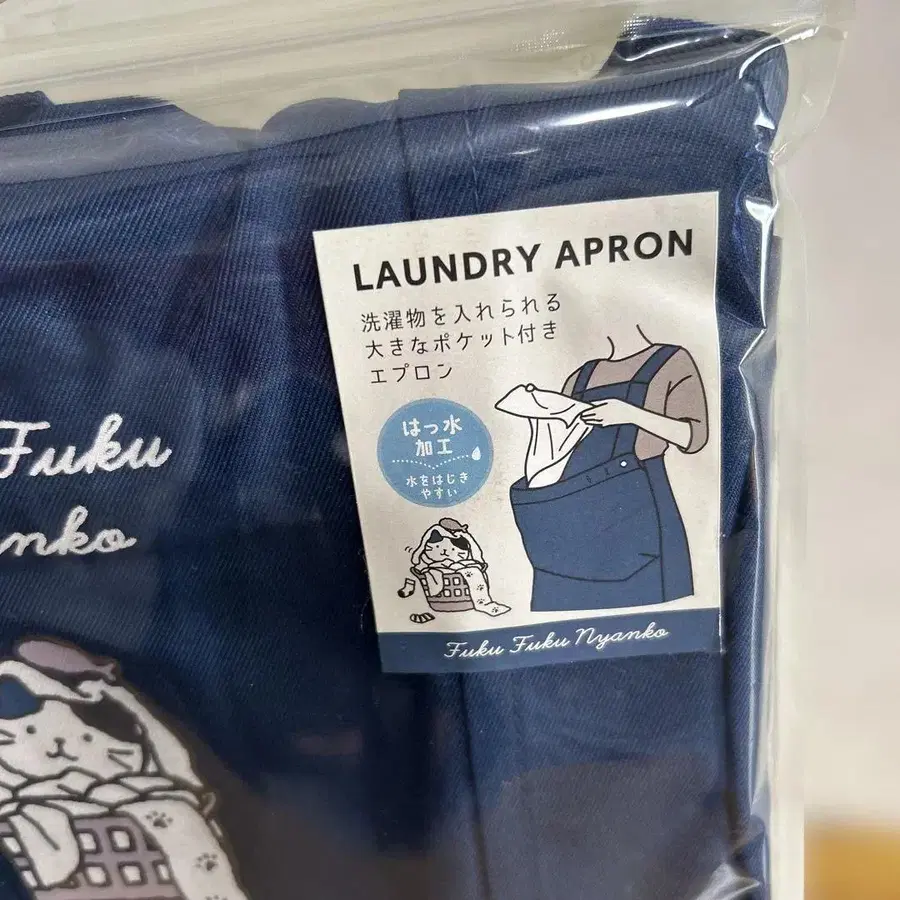 LAUNDRY APRON
洗濯物を入れられる
大きなポケット付き
エプロン
はっ水
加工
水をはじき
やすい
Fuku Fuku Nyanko
Fuku
anko